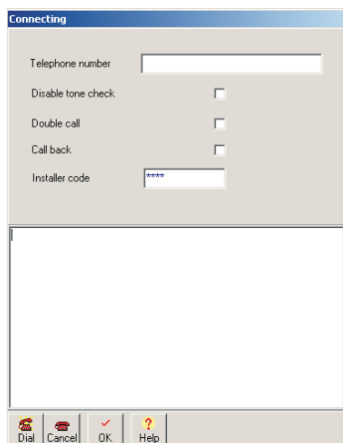 Connecting
Telephone number
Disable tone check
Double call
Call back
Installer code ****
Dial Cancel OK Help